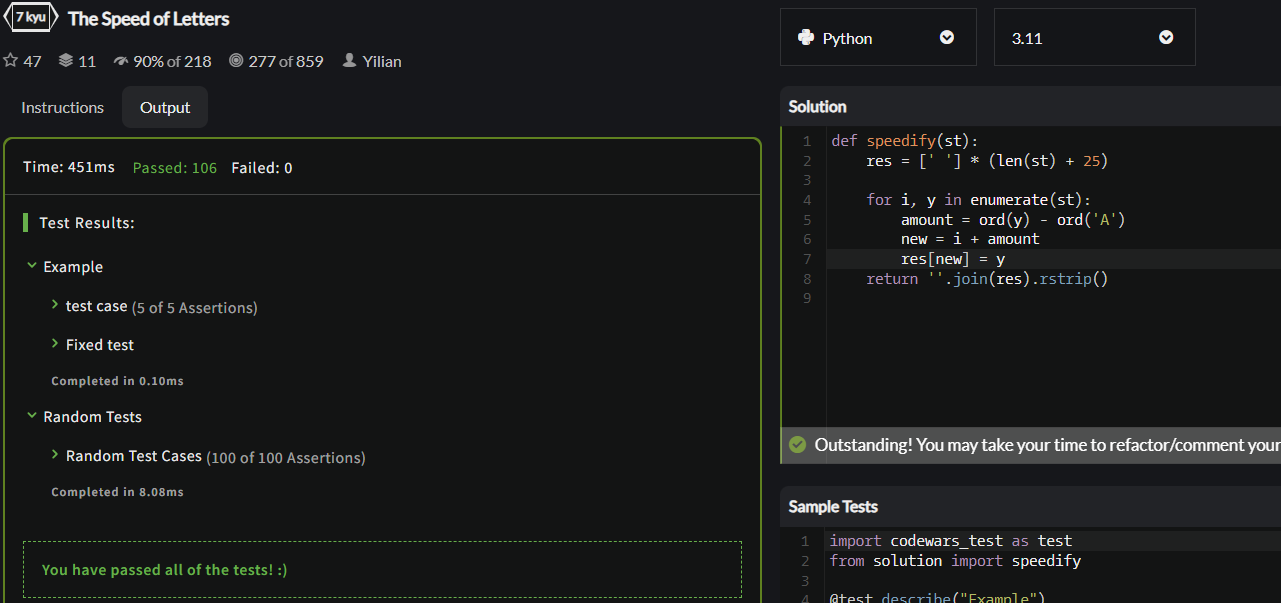 7 kyu The Speed of Letters
47 11 90% of 218 277 of 859 Yilian
Instructions Output
Time: 451ms Passed: 106 Failed: 0
Test Results:
Example
test case (5 of 5 Assertions)
Fixed test
Completed in 0.10ms
Random Tests
Random Test Cases (100 of 100 Assertions)
Completed in 8.08ms
You have passed all of the tests! :)
Python 3.11
Solution
1 def speedify(st):
2 res = [' '] * (len(st) + 25)
3
4 for i, y in enumerate(st):
5 amount = ord(y) - ord('A')
6 new = i + amount
7 res[new] = y
8 return ''.join(res).rstrip()
9
Outstanding! You may take your time to refactor/comment your
Sample Tests
1 import codewars_test as test
2 from solution import speedify
3
4 @test.describe("Example")